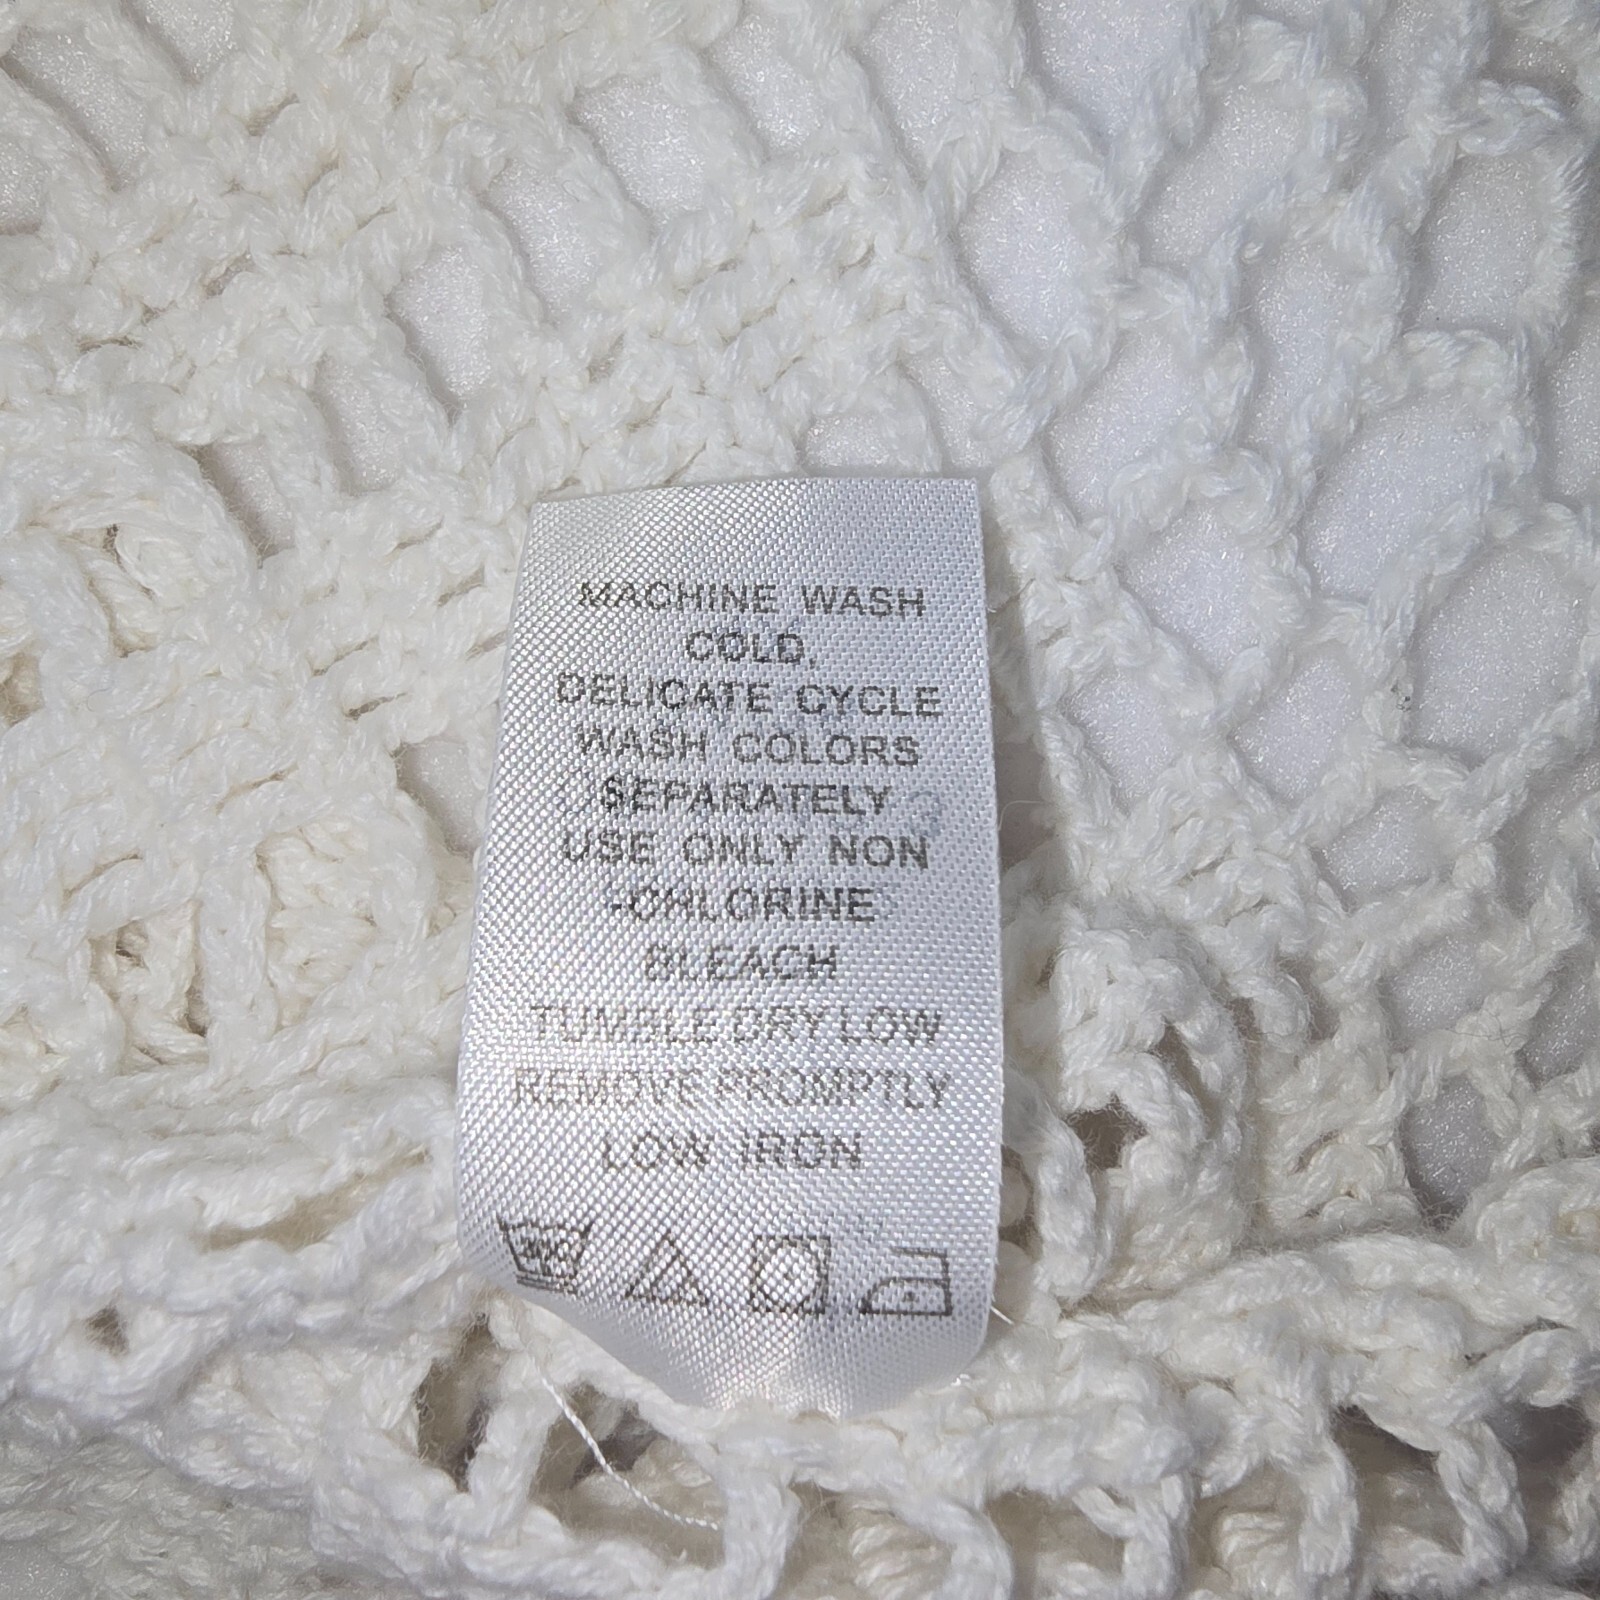 MACHINE WASH
COLD,
DELICATE CYCLE
WASH COLORS
SEPARATELY
USE ONLY NON
-CHLORINE
BLEACH
TUMBLE DRY LOW
REMOVE PROMPTLY
LOW IRON